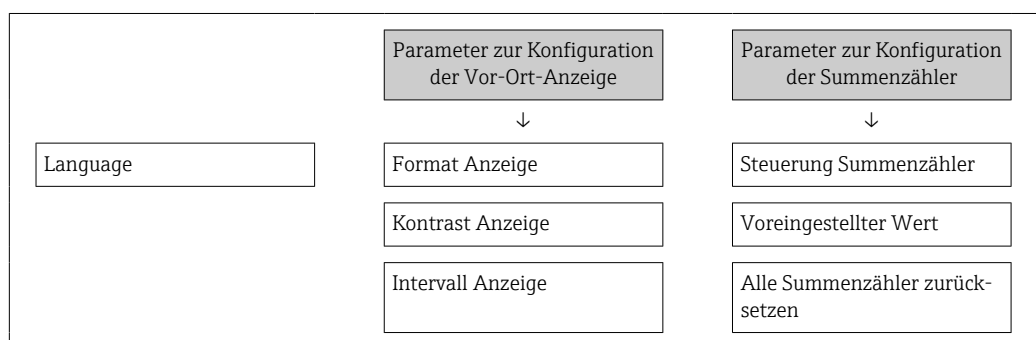 Parameter zur Konfiguration
der Vor-Ort-Anzeige
Parameter zur Konfiguration
der Summenzähler
↓
↓
Language
Format Anzeige
Steuerung Summenzähler
Kontrast Anzeige
Voreingestellter Wert
Intervall Anzeige
Alle Summenzähler zurück-
setzen